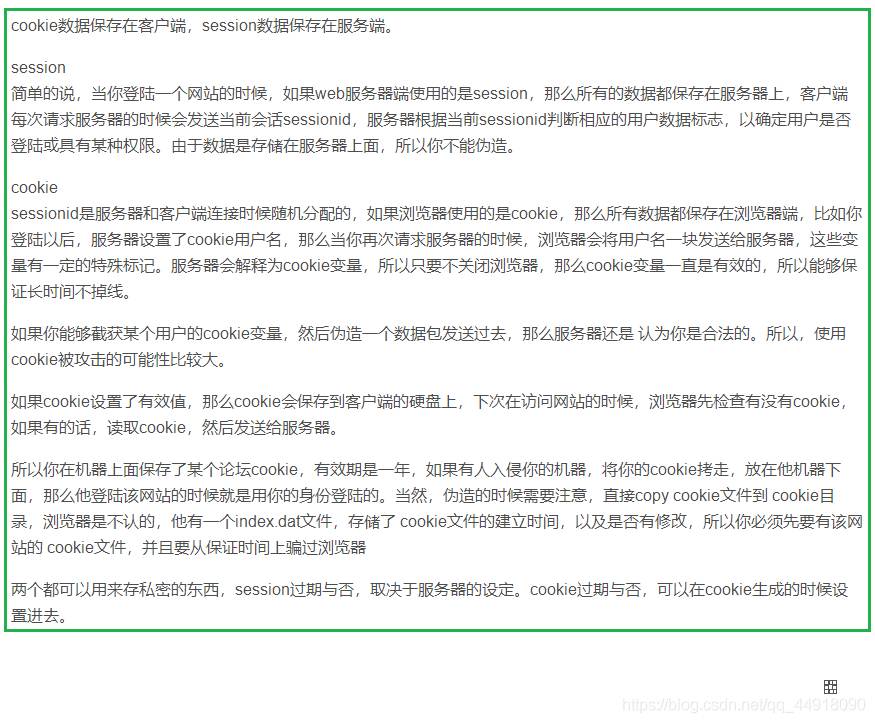 cookie数据保存在客户端，session数据保存在服务端。
session
简单的说，当你登陆一个网站的时候，如果web服务器端使用的是session，那么所有的数据都保存在服务器上，客户端
每次请求服务器的时候会发送当前会话sessionid，服务器根据当前sessionid判断相应的用户数据标志，以确定用户是否
登陆或具有某种权限。由于数据是存储在服务器上面，所以你不能伪造。
cookie
sessionid是服务器和客户端连接时候随机分配的，如果浏览器使用的是cookie，那么所有数据都保存在浏览器端，比如你
登陆以后，服务器设置了cookie用户名，那么当你再次请求服务器的时候，浏览器会将用户名一块发送给服务器，这些变
量有一定的特殊标记。服务器会解释为cookie变量，所以只要不关闭浏览器，那么cookie变量一直是有效的，所以能够保
证长时间不掉线。
如果你能够截获某个用户的cookie变量，然后伪造一个数据包发送过去，那么服务器还是 认为你是合法的。所以，使用
cookie被攻击的可能性比较大。
如果cookie设置了有效值，那么cookie会保存到客户端的硬盘上，下次在访问网站的时候，浏览器先检查有没有cookie，
如果有的话，读取cookie，然后发送给服务器。
所以你在机器上面保存了某个论坛cookie，有效期是一年，如果有人入侵你的机器，将你的cookie拷走，放在他机器下
面，那么他登陆该网站的时候就是用你的身份登陆的。当然，伪造的时候需要注意，直接copy cookie文件到 cookie目
录，浏览器是不认的，他有一个index.dat文件，存储了 cookie文件的建立时间，以及是否有修改，所以你必须先要有该网
站的 cookie文件，并且要从保证时间上骗过浏览器
两个都可以用来存私密的东西，session过期与否，取决于服务器的设定。cookie过期与否，可以在cookie生成的时候设
置进去。
https://blog.csdn.net/qq_44918090